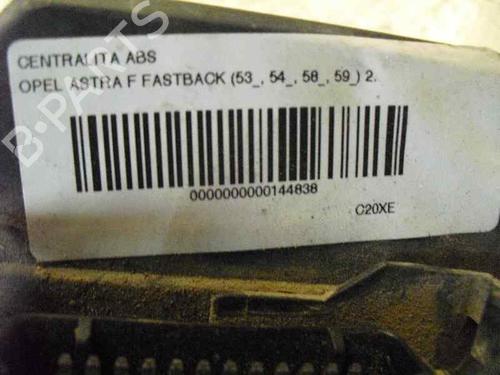 CENTRALITA ABS
OPEL ASTRA F FASTBACK (53_, 54_, 58_, 59_) 2.
0000000000144838
C20XE
B-PARTS